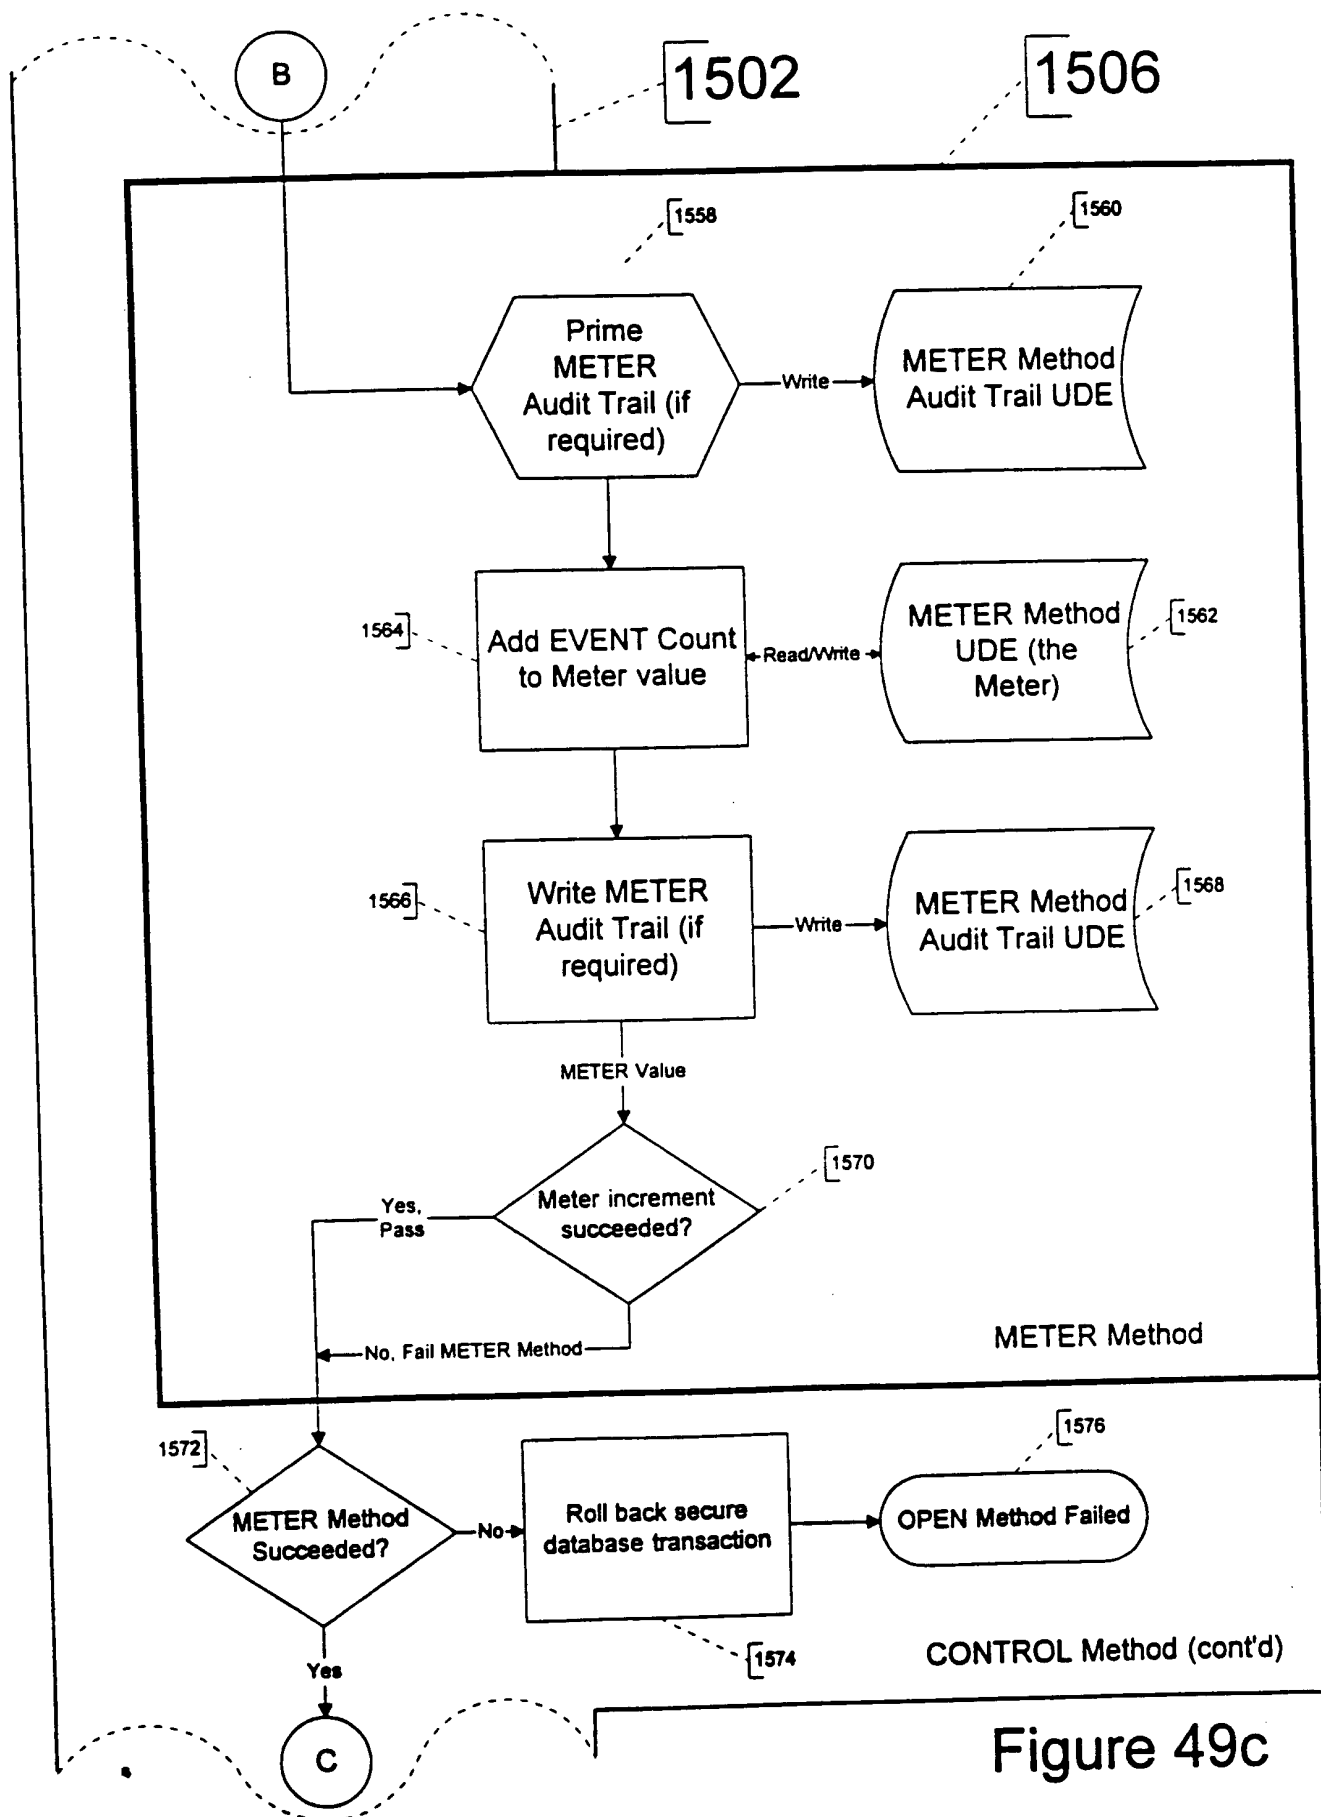 B
1502
1506
1558
1560
Prime
METER
Audit Trail (if
required)
Write
METER Method
Audit Trail UDE
1564
Add EVENT Count
to Meter value
Read/Write
METER Method
UDE (the
Meter)
1562
1566
Write METER
Audit Trail (if
required)
Write
METER Method
Audit Trail UDE
1568
METER Value
Meter increment
succeeded?
1570
Yes,
Pass
No, Fail METER Method
METER Method
1572
METER Method
Succeeded?
No
Roll back secure
database transaction
1574
OPEN Method Failed
1576
Yes
CONTROL Method (cont'd)
C
Figure 49c